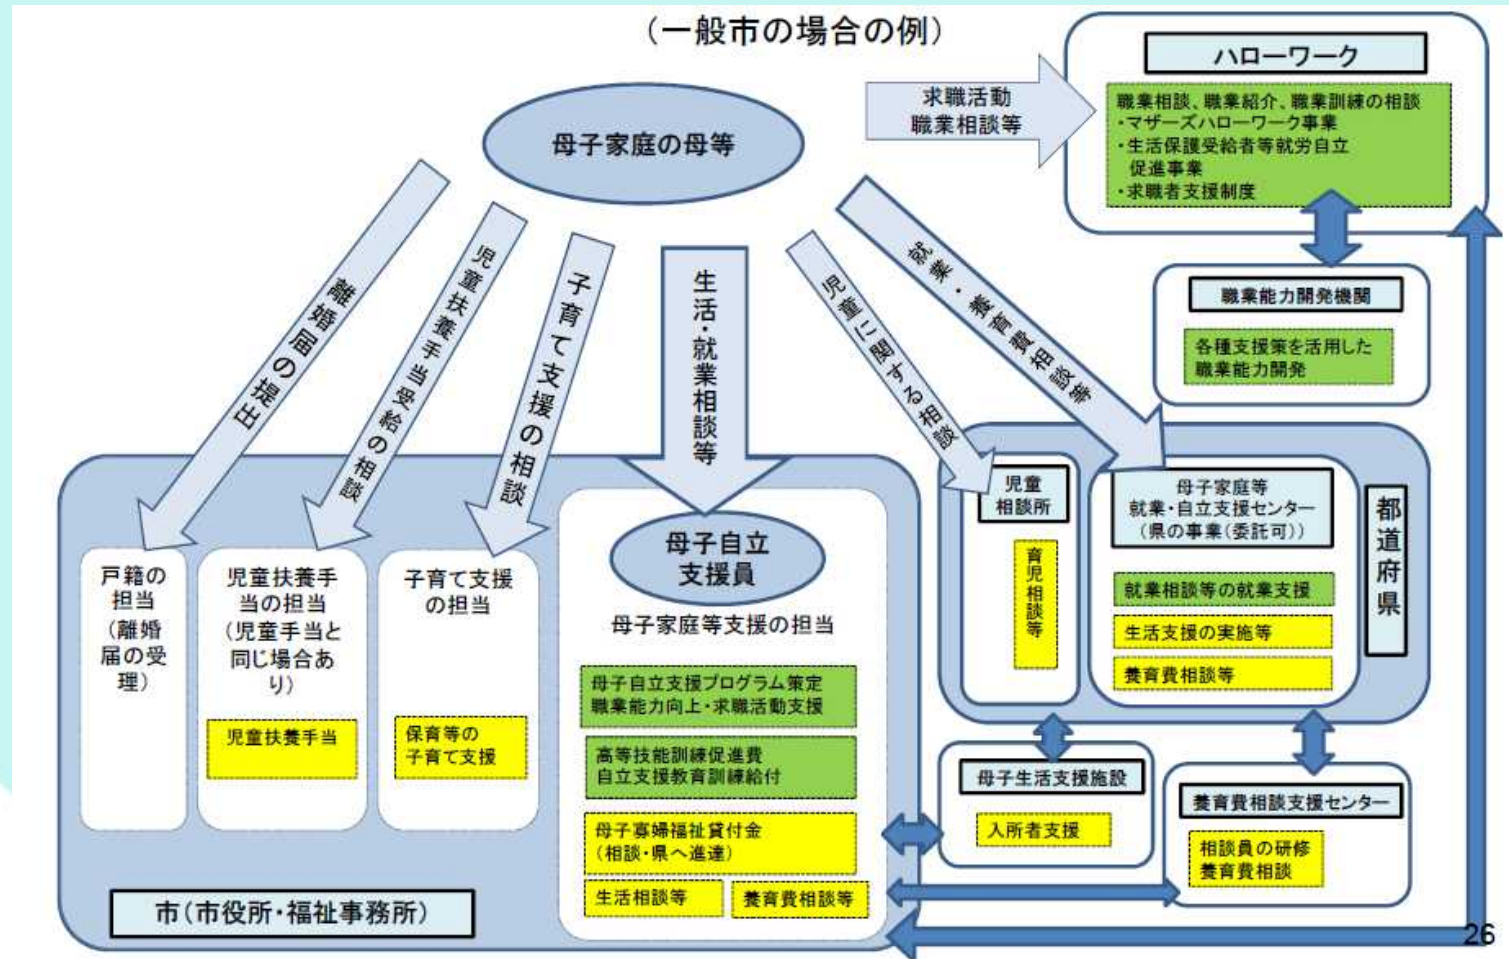 （一般市の場合の例）
母子家庭の母等
求職活動
職業相談等
ハローワーク
職業相談、職業紹介、職業訓練の相談
・マザーズハローワーク事業
・生活保護受給者等就労自立
促進事業
・求職者支援制度
職業能力開発機関
各種支援策を活用した
職業能力開発
離婚届の提出
児童扶養手当受給の相談
子育て支援の相談
生活・就業相談等
児童に関する相談
就業・養育費相談等
戸籍の
担当
（離婚
届の受
理）
児童扶養手
当の担当
（児童手当と
同じ場合あ
り）
児童扶養手当
子育て支援
の担当
保育等の
子育て支援
母子自立
支援員
母子家庭等支援の担当
母子自立支援プログラム策定
職業能力向上・求職活動支援
高等技能訓練促進費
自立支援教育訓練給付
母子寡婦福祉貸付金
（相談・県へ進達）
生活相談等
養育費相談等
市（市役所・福祉事務所）
児童
相談所
育児相談等
母子家庭等
就業・自立支援センター
（県の事業（委託可））
就業相談等の就業支援
生活支援の実施等
養育費相談等
都道府県
母子生活支援施設
入所者支援
養育費相談支援センター
相談員の研修
養育費相談
26